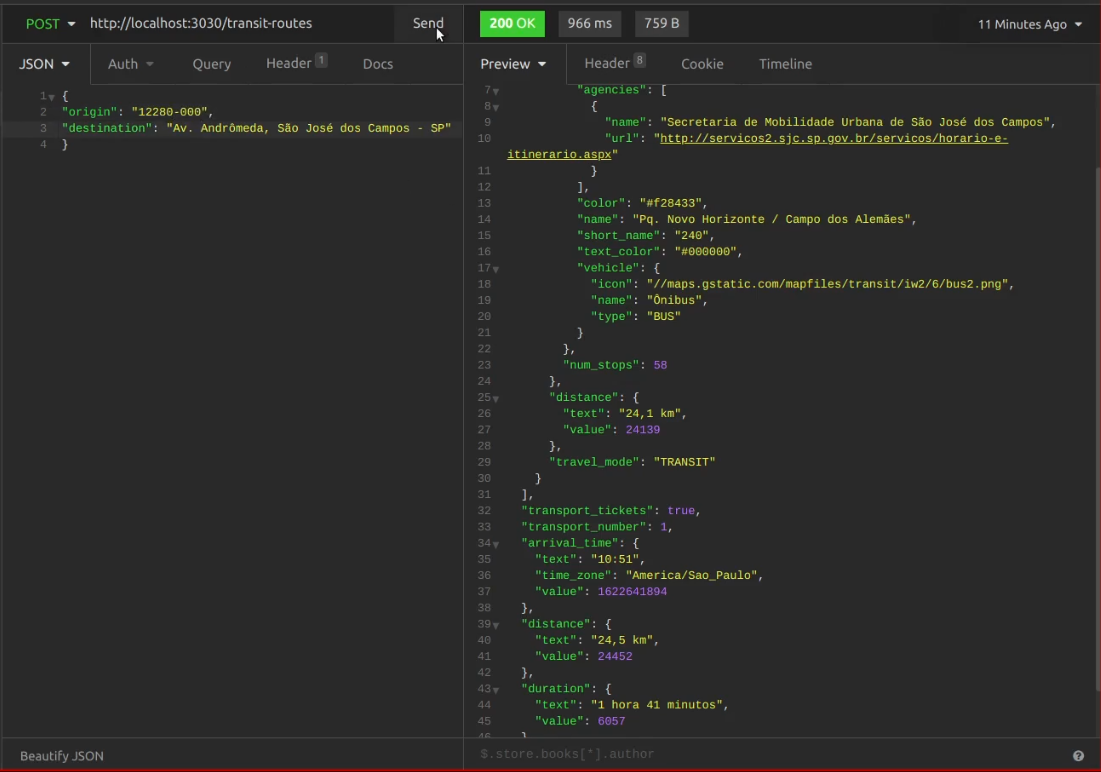 POST http://localhost:3030/transit-routes Send 200 OK 966 ms 759 B 11 Minutes Ago
JSON Auth Query Header 1 Docs Preview Header 8 Cookie Timeline
1 {
2 "origin": "12280-000",
3 "destination": "Av. Andrômeda, São José dos Campos - SP"
4 }
7 "agencies": [
8 {
9 "name": "Secretaria de Mobilidade Urbana de São José dos Campos",
10 "url": "http://servicos2.sjc.sp.gov.br/servicos/horario-e-
itinerario.aspx"
11 }
12 ],
13 "color": "#f28433",
14 "name": "Pq. Novo Horizonte / Campo dos Alemães",
15 "short_name": "240",
16 "text_color": "#000000",
17 "vehicle": {
18 "icon": "//maps.gstatic.com/mapfiles/transit/iw2/6/bus2.png",
19 "name": "Ônibus",
20 "type": "BUS"
21 }
22 },
23 "num_stops": 58
24 },
25 "distance": {
26 "text": "24,1 km",
27 "value": 24139
28 },
29 "travel_mode": "TRANSIT"
30 }
31 ],
32 "transport_tickets": true,
33 "transport_number": 1,
34 "arrival_time": {
35 "text": "10:51",
36 "time_zone": "America/Sao_Paulo",
37 "value": 1622641894
38 },
39 "distance": {
40 "text": "24,5 km",
41 "value": 24452
42 },
43 "duration": {
44 "text": "1 hora 41 minutos",
45 "value": 6057
46 }
Beautify JSON $.store.books[*].author